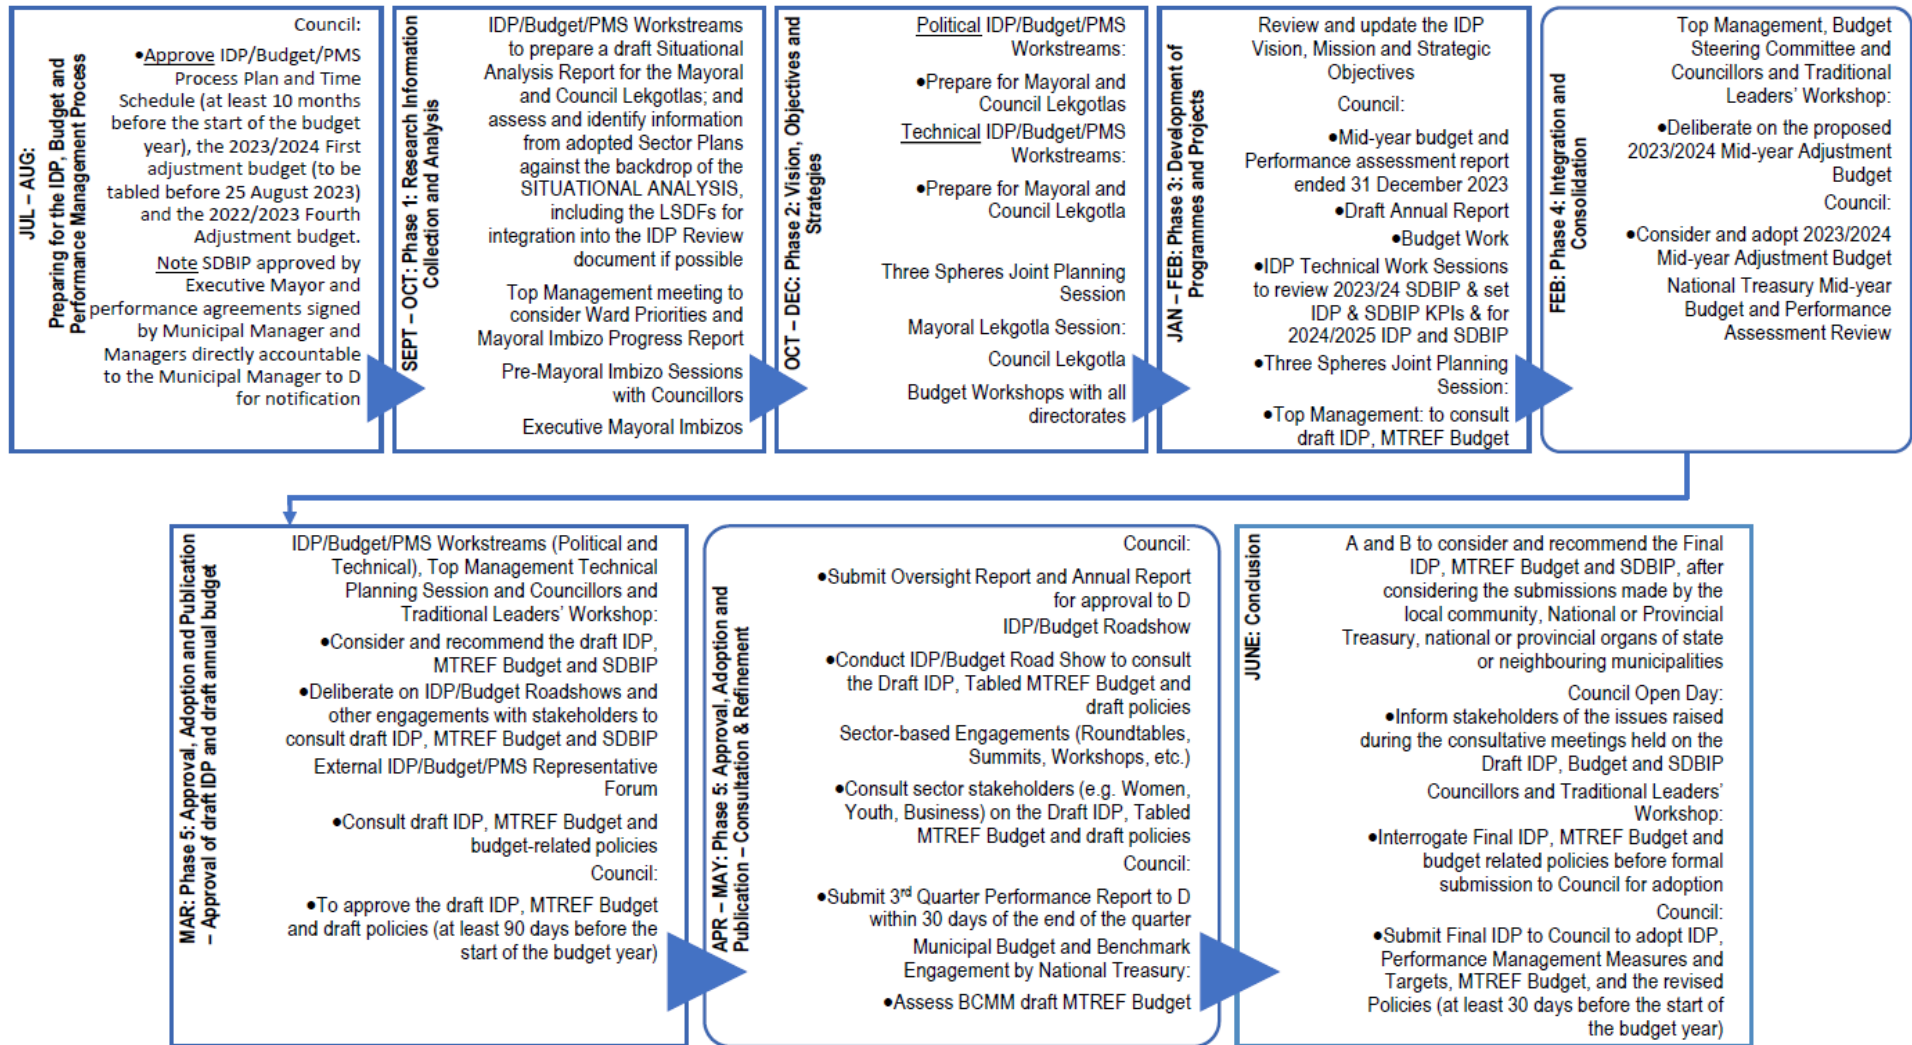 JUL – AUG:
Preparing for the IDP, Budget and
Performance Management Process
Council:
•Approve IDP/Budget/PMS
Process Plan and Time
Schedule (at least 10 months
before the start of the budget
year), the 2023/2024 First
adjustment budget (to be
tabled before 25 August 2023)
and the 2022/2023 Fourth
Adjustment budget.
Note SDBIP approved by
Executive Mayor and
performance agreements signed
by Municipal Manager and
Managers directly accountable
to the Municipal Manager to D
for notification
SEPT – OCT: Phase 1: Research Information
Collection and Analysis
IDP/Budget/PMS Workstreams
to prepare a draft Situational
Analysis Report for the Mayoral
and Council Lekgotlas; and
assess and identify information
from adopted Sector Plans
against the backdrop of the
SITUATIONAL ANALYSIS,
including the LSDFs for
integration into the IDP Review
document if possible
Top Management meeting to
consider Ward Priorities and
Mayoral Imbizo Progress Report
Pre-Mayoral Imbizo Sessions
with Councillors
Executive Mayoral Imbizos
OCT – DEC: Phase 2: Vision, Objectives and
Strategies
Political IDP/Budget/PMS
Workstreams:
•Prepare for Mayoral and
Council Lekgotlas
Technical IDP/Budget/PMS
Workstreams:
•Prepare for Mayoral and
Council Lekgotla
Three Spheres Joint Planning
Session
Mayoral Lekgotla Session:
Council Lekgotla
Budget Workshops with all
directorates
JAN – FEB: Phase 3: Development of
Programmes and Projects
Review and update the IDP
Vision, Mission and Strategic
Objectives
Council:
•Mid-year budget and
Performance assessment report
ended 31 December 2023
•Draft Annual Report
•Budget Work
•IDP Technical Work Sessions
to review 2023/24 SDBIP & set
IDP & SDBIP KPIs & for
2024/2025 IDP and SDBIP
•Three Spheres Joint Planning
Session:
•Top Management: to consult
draft IDP, MTREF Budget
FEB: Phase 4: Integration and
Consolidation
Top Management, Budget
Steering Committee and
Councillors and Traditional
Leaders' Workshop:
•Deliberate on the proposed
2023/2024 Mid-year Adjustment
Budget
Council:
•Consider and adopt 2023/2024
Mid-year Adjustment Budget
National Treasury Mid-year
Budget and Performance
Assessment Review
MAR: Phase 5: Approval, Adoption and Publication
– Approval of draft IDP and draft annual budget
IDP/Budget/PMS Workstreams (Political and
Technical), Top Management Technical
Planning Session and Councillors and
Traditional Leaders' Workshop:
•Consider and recommend the draft IDP,
MTREF Budget and SDBIP
•Deliberate on IDP/Budget Roadshows and
other engagements with stakeholders to
consult draft IDP, MTREF Budget and SDBIP
External IDP/Budget/PMS Representative
Forum
•Consult draft IDP, MTREF Budget and
budget-related policies
Council:
•To approve the draft IDP, MTREF Budget
and draft policies (at least 90 days before the
start of the budget year)
APR – MAY: Phase 5: Approval, Adoption and
Publication – Consultation & Refinement
Council:
•Submit Oversight Report and Annual Report
for approval to D
IDP/Budget Roadshow
•Conduct IDP/Budget Road Show to consult
the Draft IDP, Tabled MTREF Budget and
draft policies
Sector-based Engagements (Roundtables,
Summits, Workshops, etc.)
•Consult sector stakeholders (e.g. Women,
Youth, Business) on the Draft IDP, Tabled
MTREF Budget and draft policies
Council:
•Submit 3rd Quarter Performance Report to D
within 30 days of the end of the quarter
Municipal Budget and Benchmark
Engagement by National Treasury:
•Assess BCMM draft MTREF Budget
JUNE: Conclusion
A and B to consider and recommend the Final
IDP, MTREF Budget and SDBIP, after
considering the submissions made by the
local community, National or Provincial
Treasury, national or provincial organs of state
or neighbouring municipalities
Council Open Day:
•Inform stakeholders of the issues raised
during the consultative meetings held on the
Draft IDP, Budget and SDBIP
Councillors and Traditional Leaders'
Workshop:
•Interrogate Final IDP, MTREF Budget and
budget related policies before formal
submission to Council for adoption
Council:
•Submit Final IDP to Council to adopt IDP,
Performance Management Measures and
Targets, MTREF Budget, and the revised
Policies (at least 30 days before the start of
the budget year)